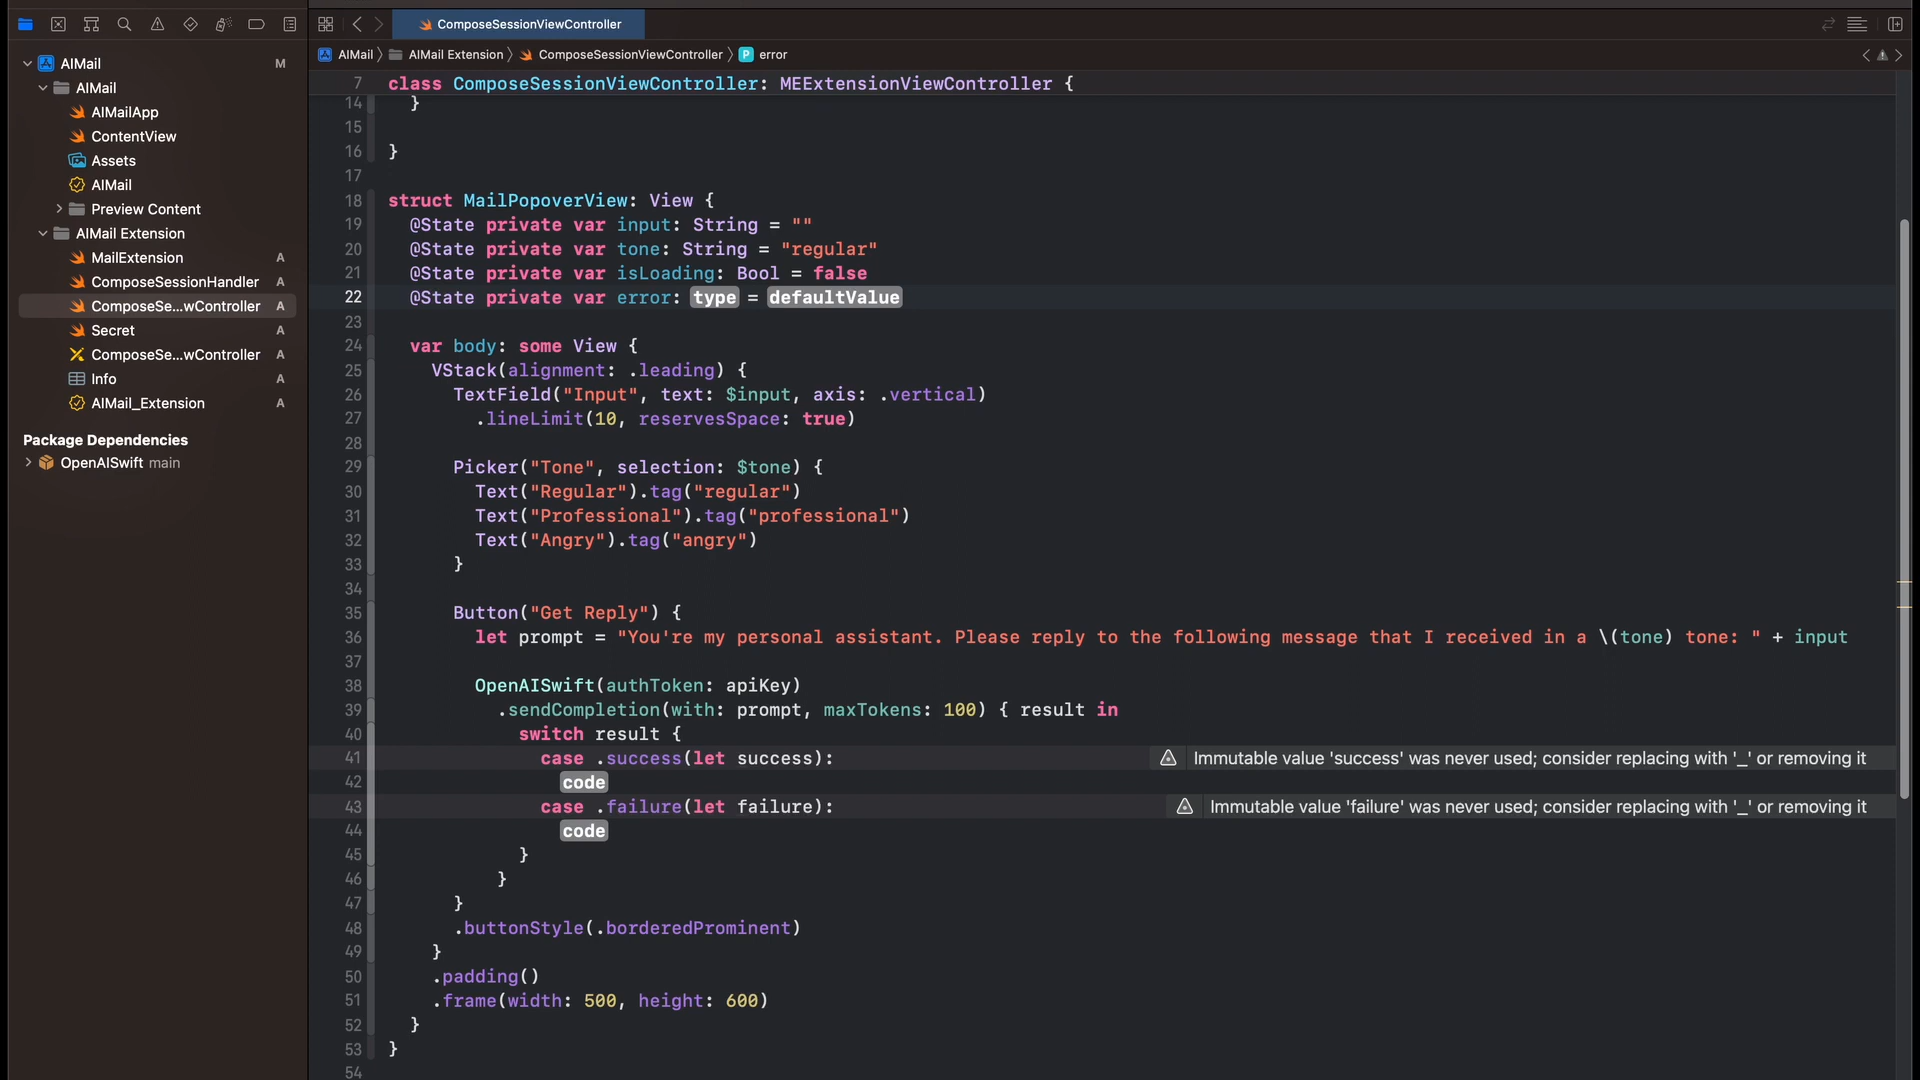 ComposeSessionViewController
AIMail
AIMail Extension
ComposeSessionViewController
P error
AIMail M
AIMail
AIMailApp
ContentView
Assets
AIMail
Preview Content
AIMail Extension
MailExtension A
ComposeSessionHandler A
ComposeSe...wController A
Secret A
ComposeSe...wController A
Info A
AIMail_Extension A
Package Dependencies
OpenAISwift main
7 class ComposeSessionViewController: MEExtensionViewController {
14 }
15
16 }
17
18 struct MailPopoverView: View {
19 @State private var input: String = ""
20 @State private var tone: String = "regular"
21 @State private var isLoading: Bool = false
22 @State private var error: type = defaultValue
23
24 var body: some View {
25 VStack(alignment: .leading) {
26 TextField("Input", text: $input, axis: .vertical)
27 .lineLimit(10, reservesSpace: true)
28
29 Picker("Tone", selection: $tone) {
30 Text("Regular").tag("regular")
31 Text("Professional").tag("professional")
32 Text("Angry").tag("angry")
33 }
34
35 Button("Get Reply") {
36 let prompt = "You're my personal assistant. Please reply to the following message that I received in a \(tone) tone: " + input
37
38 OpenAISwift(authToken: apiKey)
39 .sendCompletion(with: prompt, maxTokens: 100) { result in
40 switch result {
41 case .success(let success): Immutable value 'success' was never used; consider replacing with '_' or removing it
42 code
43 case .failure(let failure): Immutable value 'failure' was never used; consider replacing with '_' or removing it
44 code
45 }
46 }
47 }
48 .buttonStyle(.borderedProminent)
49 }
50 .padding()
51 .frame(width: 500, height: 600)
52 }
53 }
54